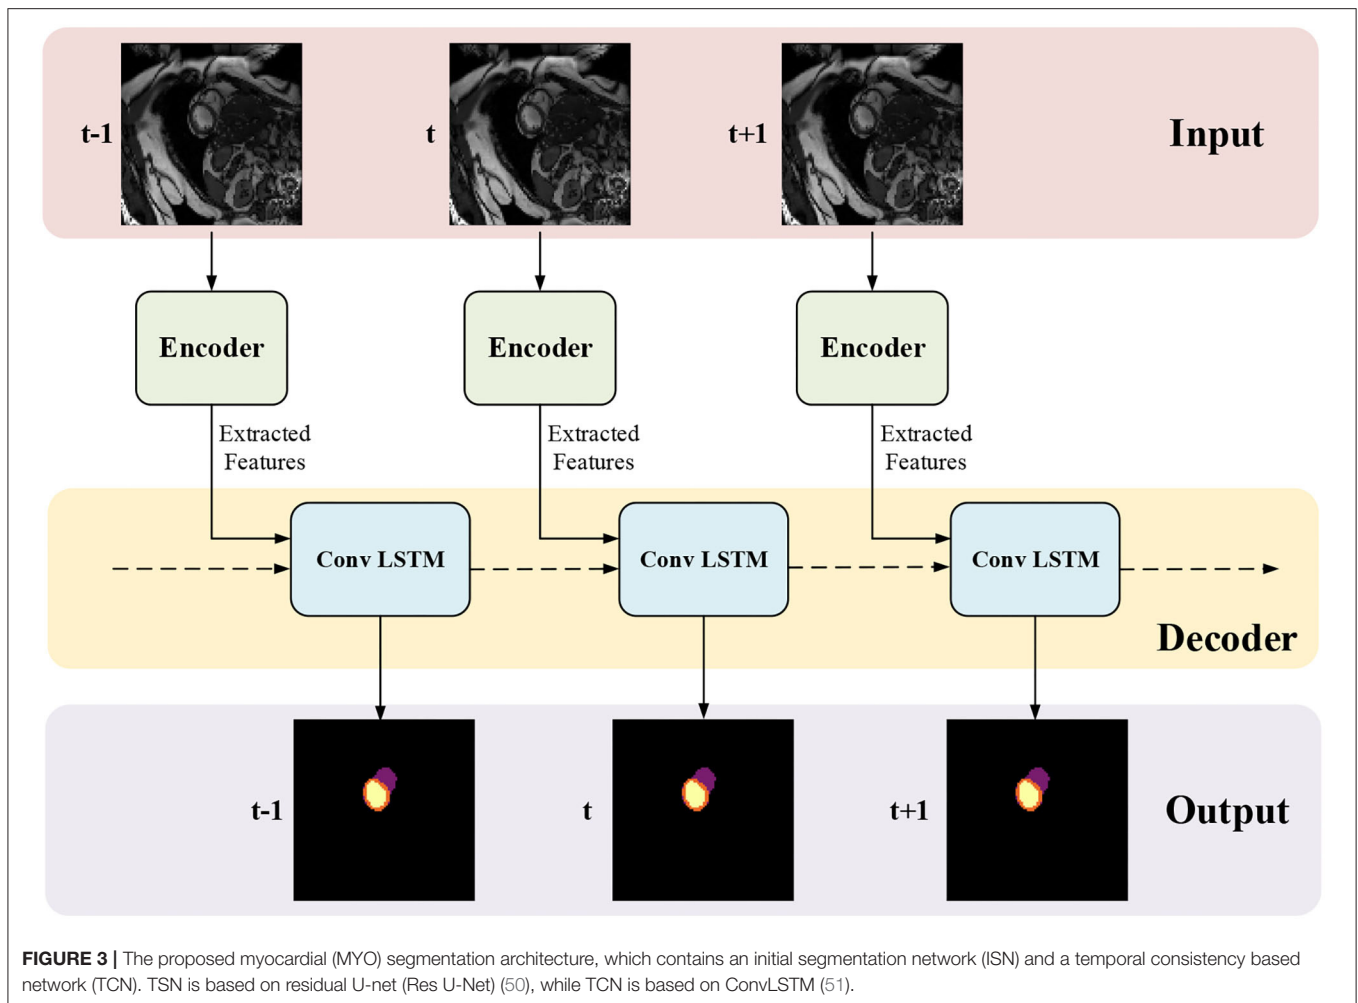 t-1
t
t+1
Input
Encoder
Encoder
Encoder
Extracted
Features
Extracted
Features
Extracted
Features
Conv LSTM
Conv LSTM
Conv LSTM
Decoder
t-1
t
t+1
Output
FIGURE 3 | The proposed myocardial (MYO) segmentation architecture, which contains an initial segmentation network (ISN) and a temporal consistency based
network (TCN). TSN is based on residual U-net (Res U-Net) (50), while TCN is based on ConvLSTM (51).